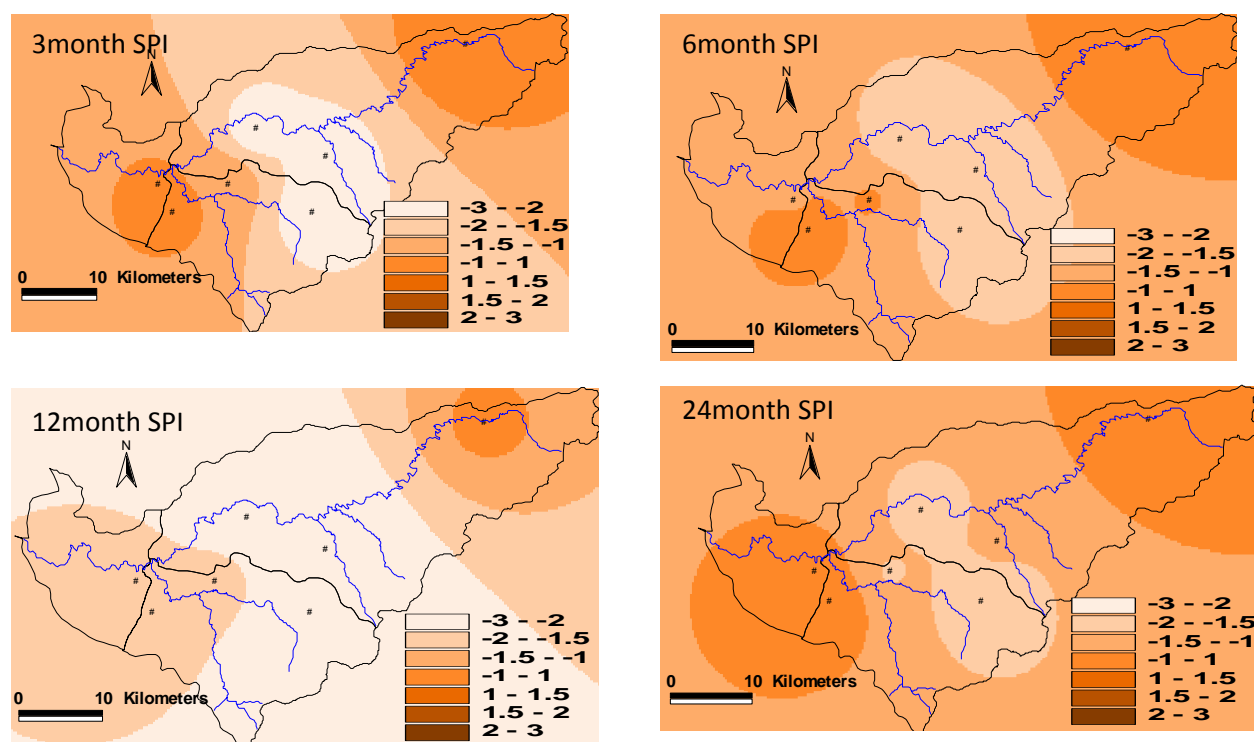 3month SPI
N
#
#
#
#
#
#
#
-3 - -2
-2 - -1.5
-1.5 - -1
-1 - 1
1 - 1.5
1.5 - 2
2 - 3
0 10 Kilometers
6month SPI
N
#
#
#
#
#
#
#
-3 - -2
-2 - -1.5
-1.5 - -1
-1 - 1
1 - 1.5
1.5 - 2
2 - 3
0 10 Kilometers
12month SPI
N
#
#
#
#
#
#
#
-3 - -2
-2 - -1.5
-1.5 - -1
-1 - 1
1 - 1.5
1.5 - 2
2 - 3
0 10 Kilometers
24month SPI
N
#
#
#
#
#
#
#
-3 - -2
-2 - -1.5
-1.5 - -1
-1 - 1
1 - 1.5
1.5 - 2
2 - 3
0 10 Kilometers